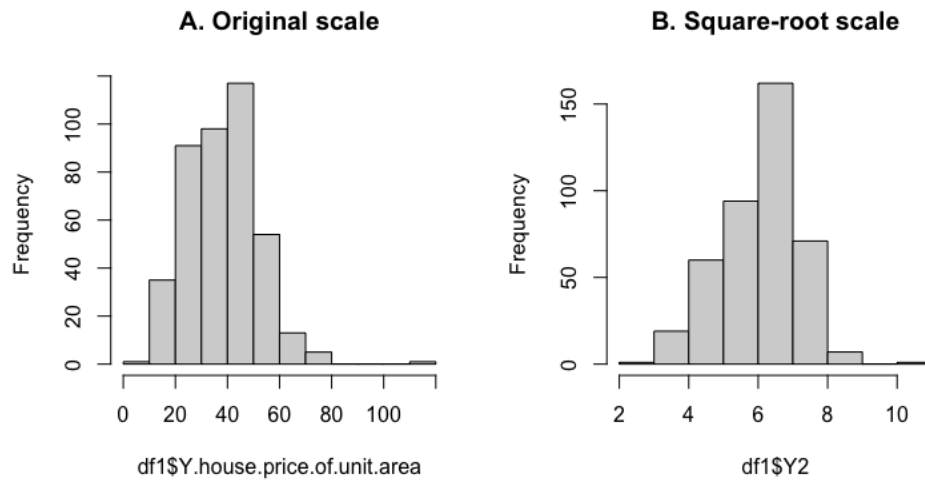 A. Original scale
Frequency
0 20 40 60 80 100
0 20 40 60 80 100
df1$Y.house.price.of.unit.area
B. Square-root scale
Frequency
0 50 100 150
2 4 6 8 10
df1$Y2